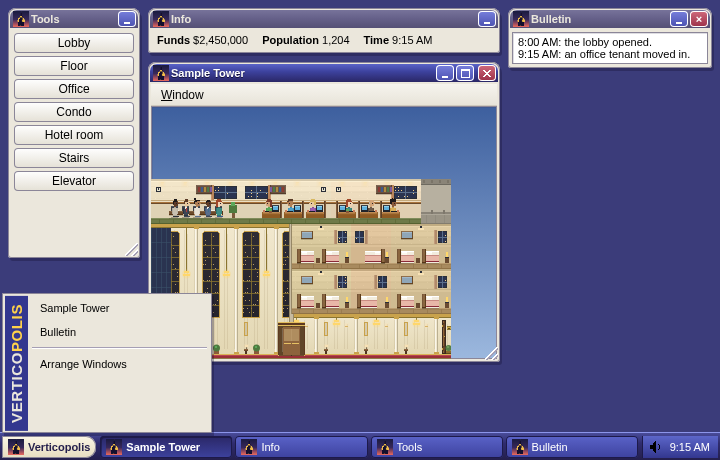 Tools
Lobby
Floor
Office
Condo
Hotel room
Stairs
Elevator
Info
Funds $2,450,000 Population 1,204 Time 9:15 AM
Bulletin
8:00 AM: the lobby opened.
9:15 AM: an office tenant moved in.
Sample Tower
Window
VERTICOPOLIS
Sample Tower
Bulletin
Arrange Windows
Verticopolis Sample Tower Info Tools Bulletin 9:15 AM